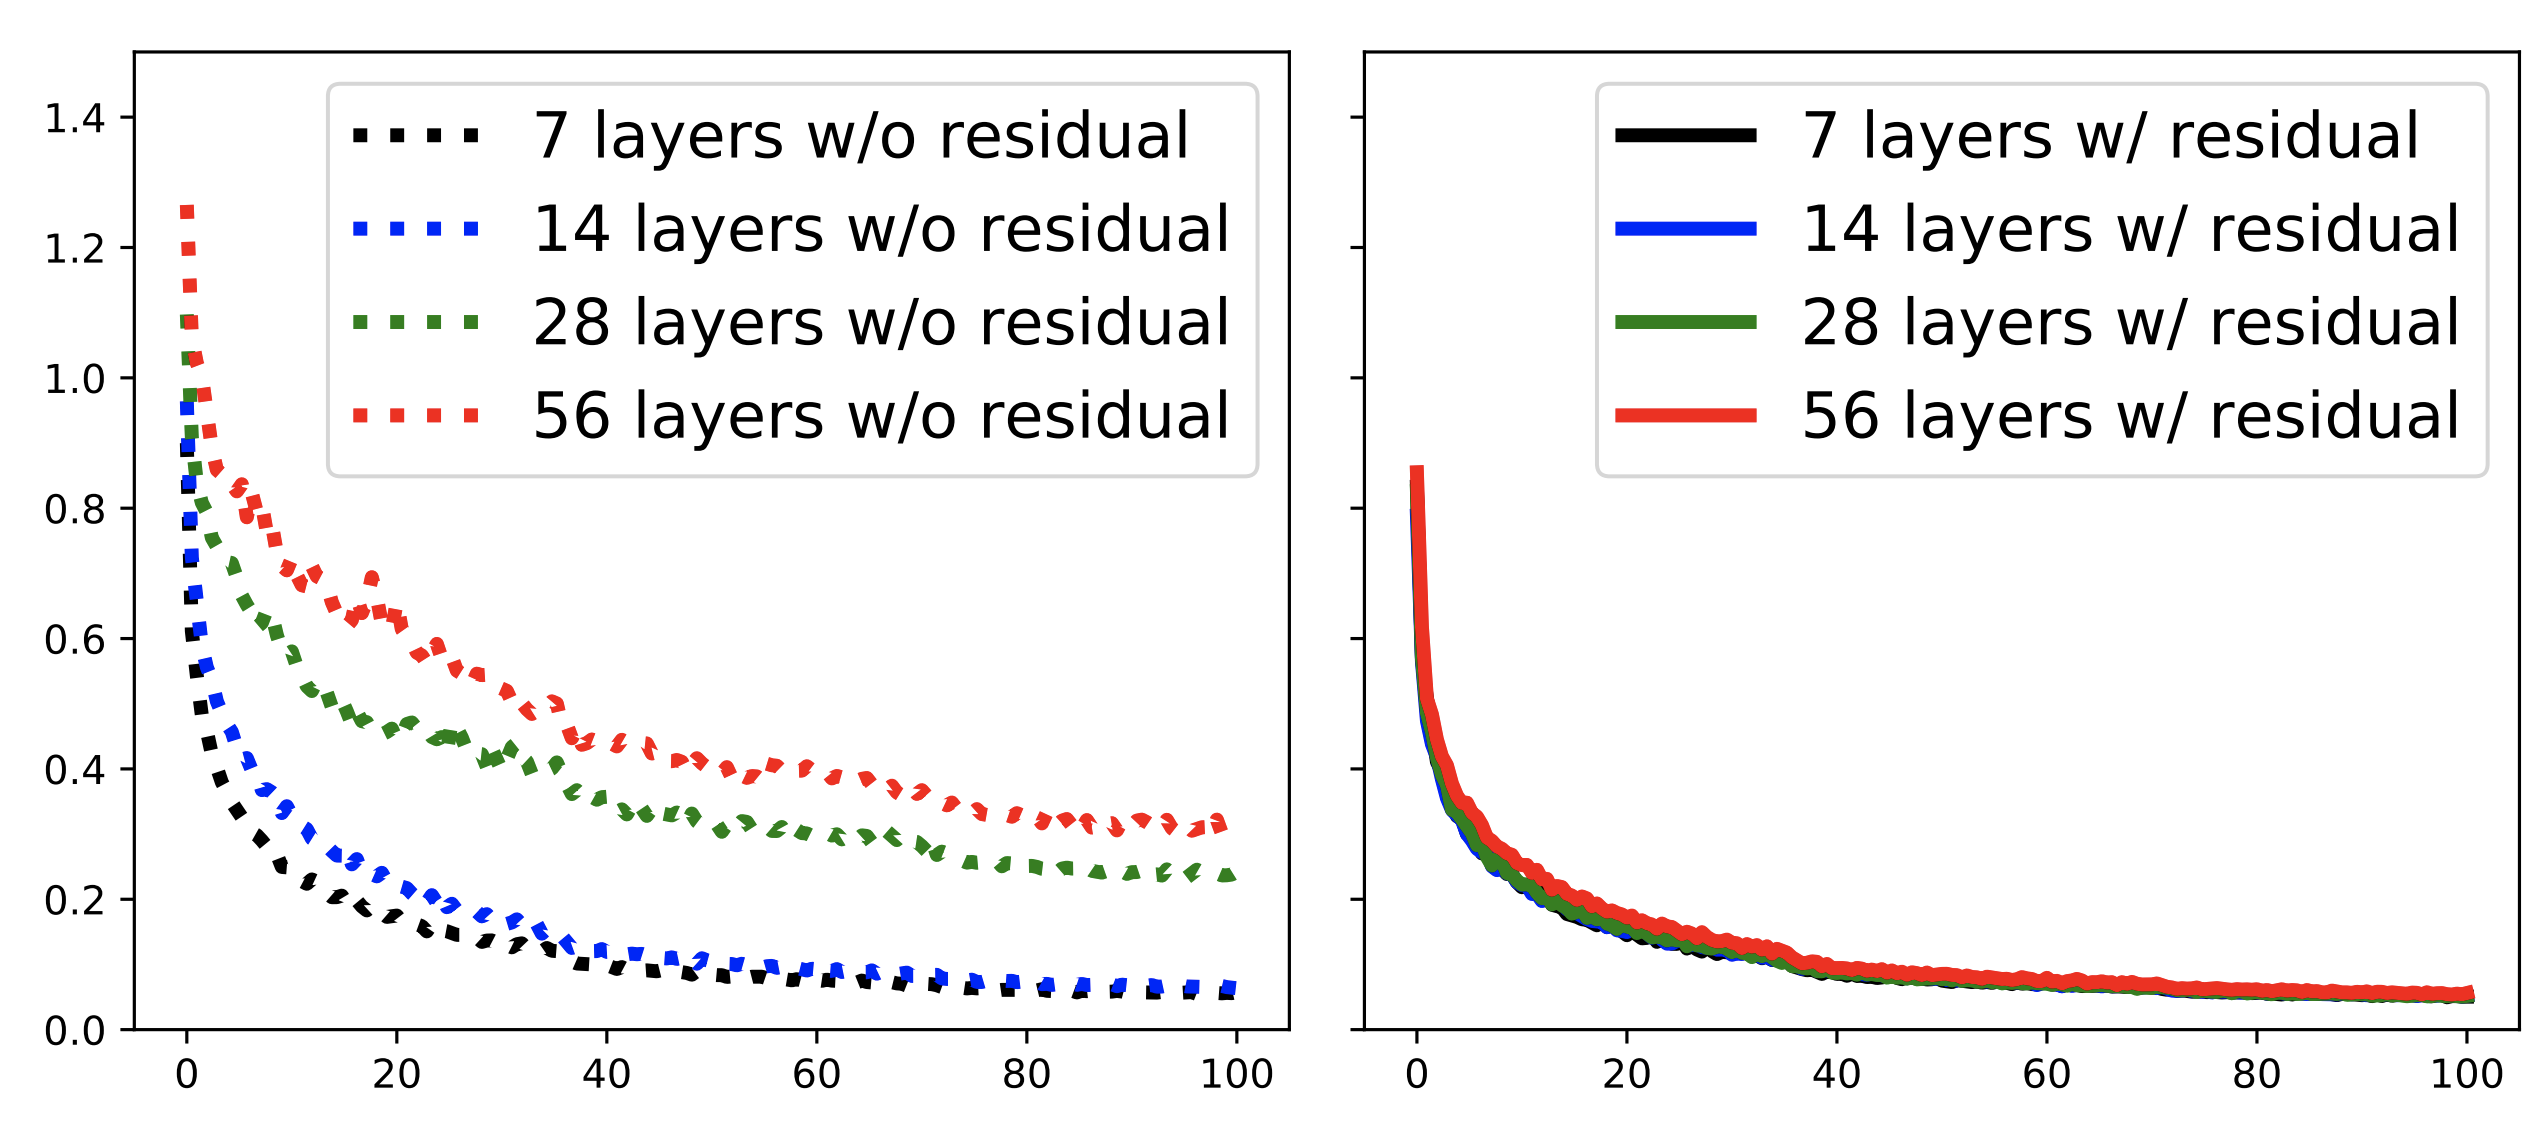 1.4
1.2
1.0
0.8
0.6
0.4
0.2
0.0
0 20 40 60 80 100
7 layers w/o residual
14 layers w/o residual
28 layers w/o residual
56 layers w/o residual
7 layers w/ residual
14 layers w/ residual
28 layers w/ residual
56 layers w/ residual
0 20 40 60 80 100